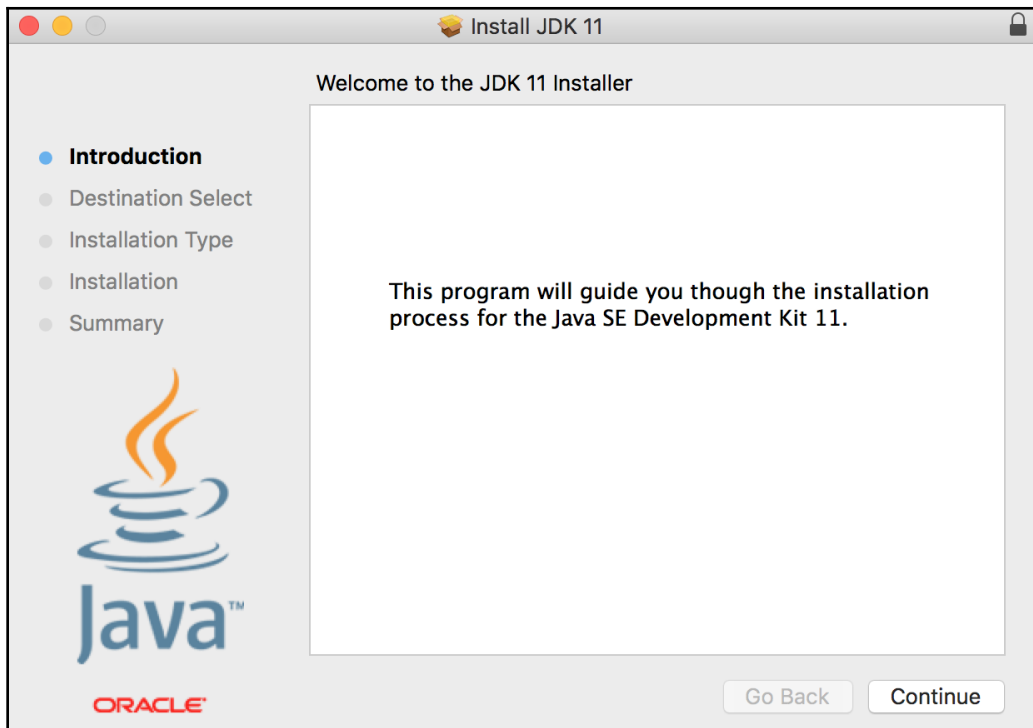 Install JDK 11
Welcome to the JDK 11 Installer
Introduction
Destination Select
Installation Type
Installation
Summary
This program will guide you though the installation
process for the Java SE Development Kit 11.
Java™
ORACLE®
Go Back
Continue